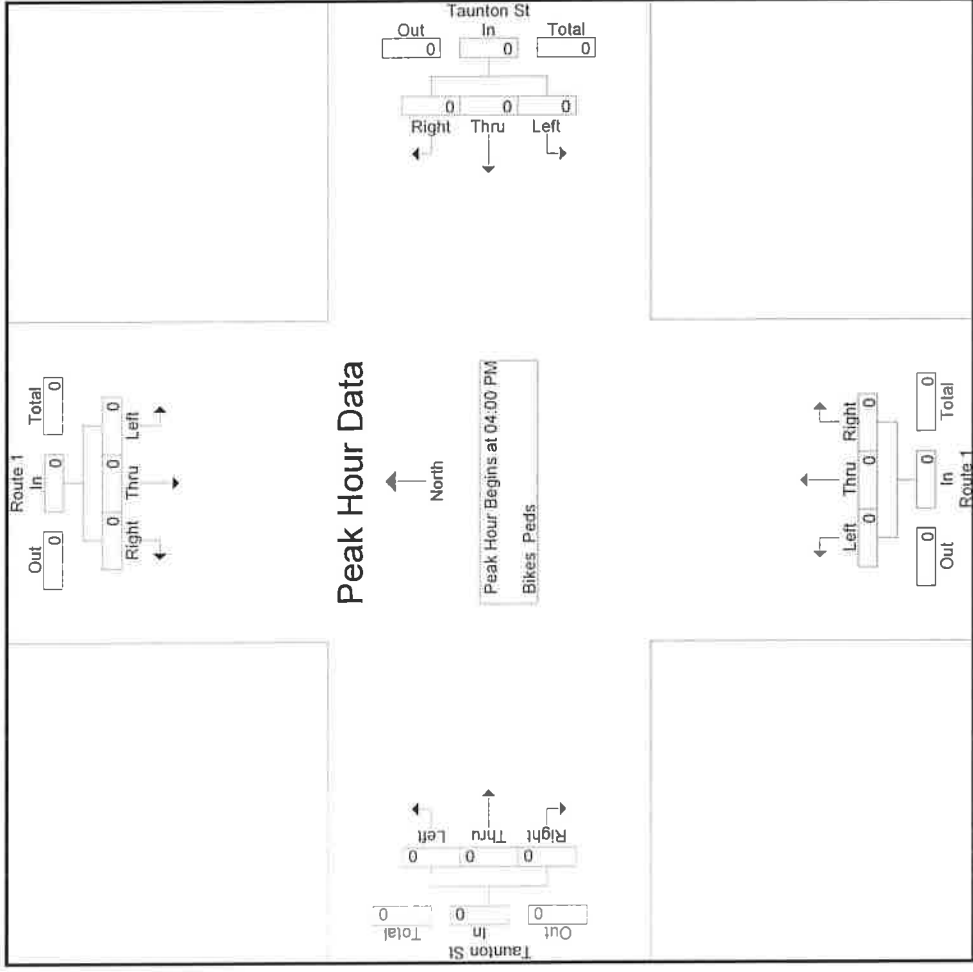 Taunton St
Out In Total
0 0 0
0 0 0
Right Thru Left
Route 1
Out In Total
0 0 0
0 0 0
Right Thru Left
Peak Hour Data
North
Peak Hour Begins at 04:00 PM
Bikes Peds
Left Thru Right
0 0 0
0 0 0
Out In Total
Route 1
Left Thru Right
0 0 0
0 0 0
Total In Out
Taunton St